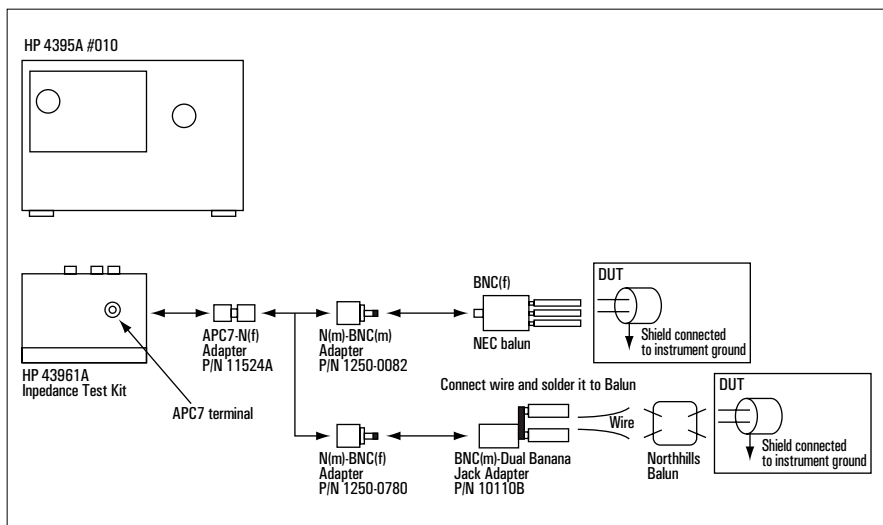 HP 4395A #010
HP 43961A
Inpedance Test Kit
APC7 terminal
APC7-N(f)
Adapter
P/N 11524A
N(m)-BNC(m)
Adapter
P/N 1250-0082
BNC(f)
NEC balun
DUT
Shield connected
to instrument ground
N(m)-BNC(f)
Adapter
P/N 1250-0780
Connect wire and solder it to Balun
BNC(m)-Dual Banana
Jack Adapter
P/N 10110B
Wire
Northhills
Balun
DUT
Shield connected
to instrument ground